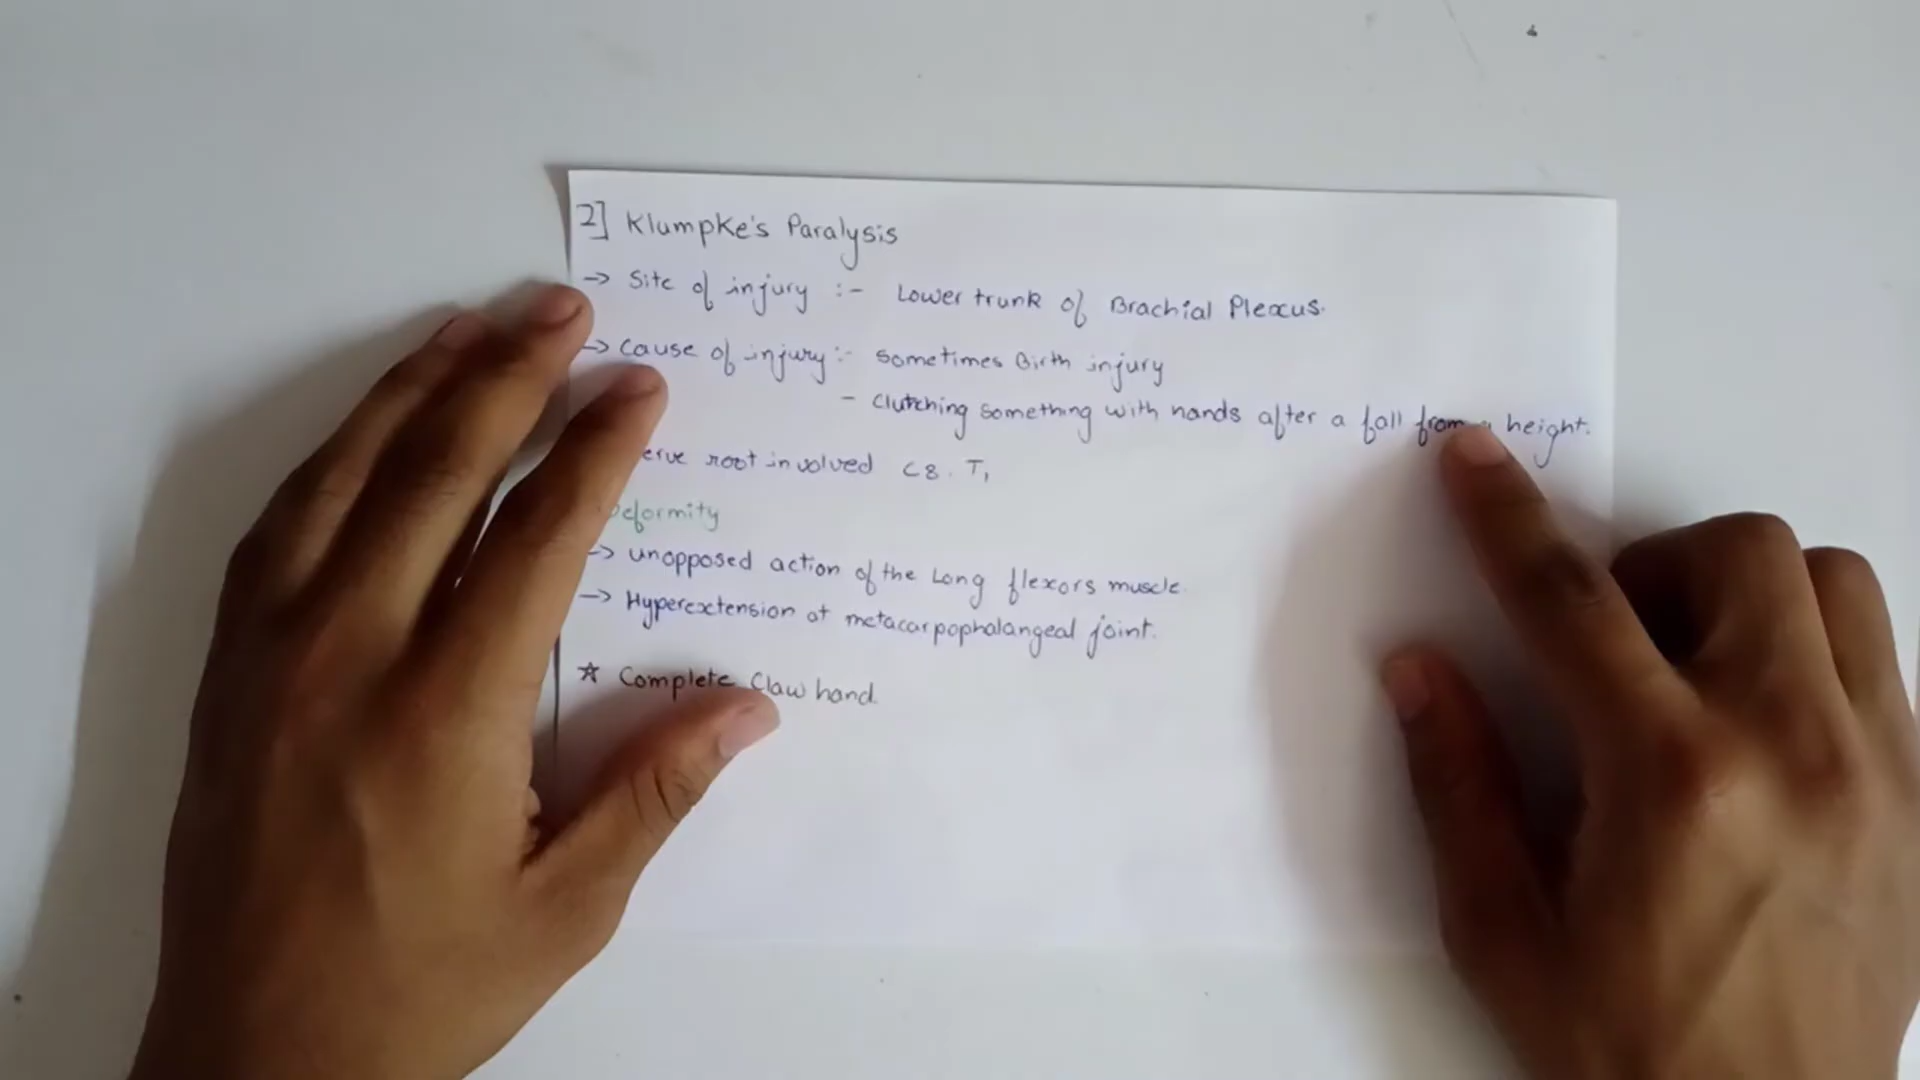 2] Klumpke's Paralysis
→ Site of injury :- Lower trunk of Brachial Plexus.
→ Cause of injury :- Sometimes Birth injury
- Clutching something with hands after a fall from a height.
erve root involved C8. T1
Deformity
→ unopposed action of the Long flexors muscle.
→ Hyperextension at metacarpophalangeal joint.
☆ Complete Claw hand.